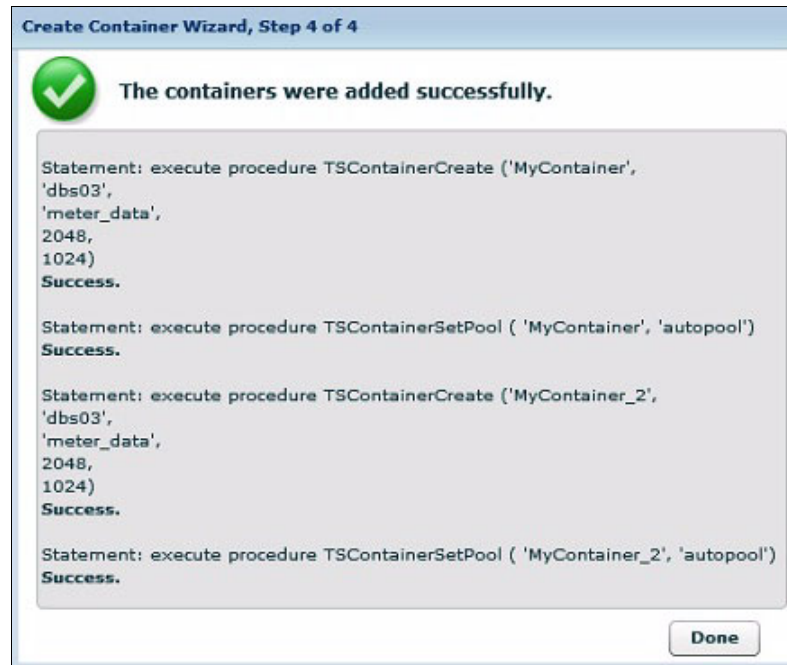 Create Container Wizard, Step 4 of 4
The containers were added successfully.
Statement: execute procedure TSContainerCreate ('MyContainer',
'dbs03',
'meter_data',
2048,
1024)
Success.
Statement: execute procedure TSContainerSetPool ( 'MyContainer', 'autopool')
Success.
Statement: execute procedure TSContainerCreate ('MyContainer_2',
'dbs03',
'meter_data',
2048,
1024)
Success.
Statement: execute procedure TSContainerSetPool ( 'MyContainer_2', 'autopool')
Success.
Done